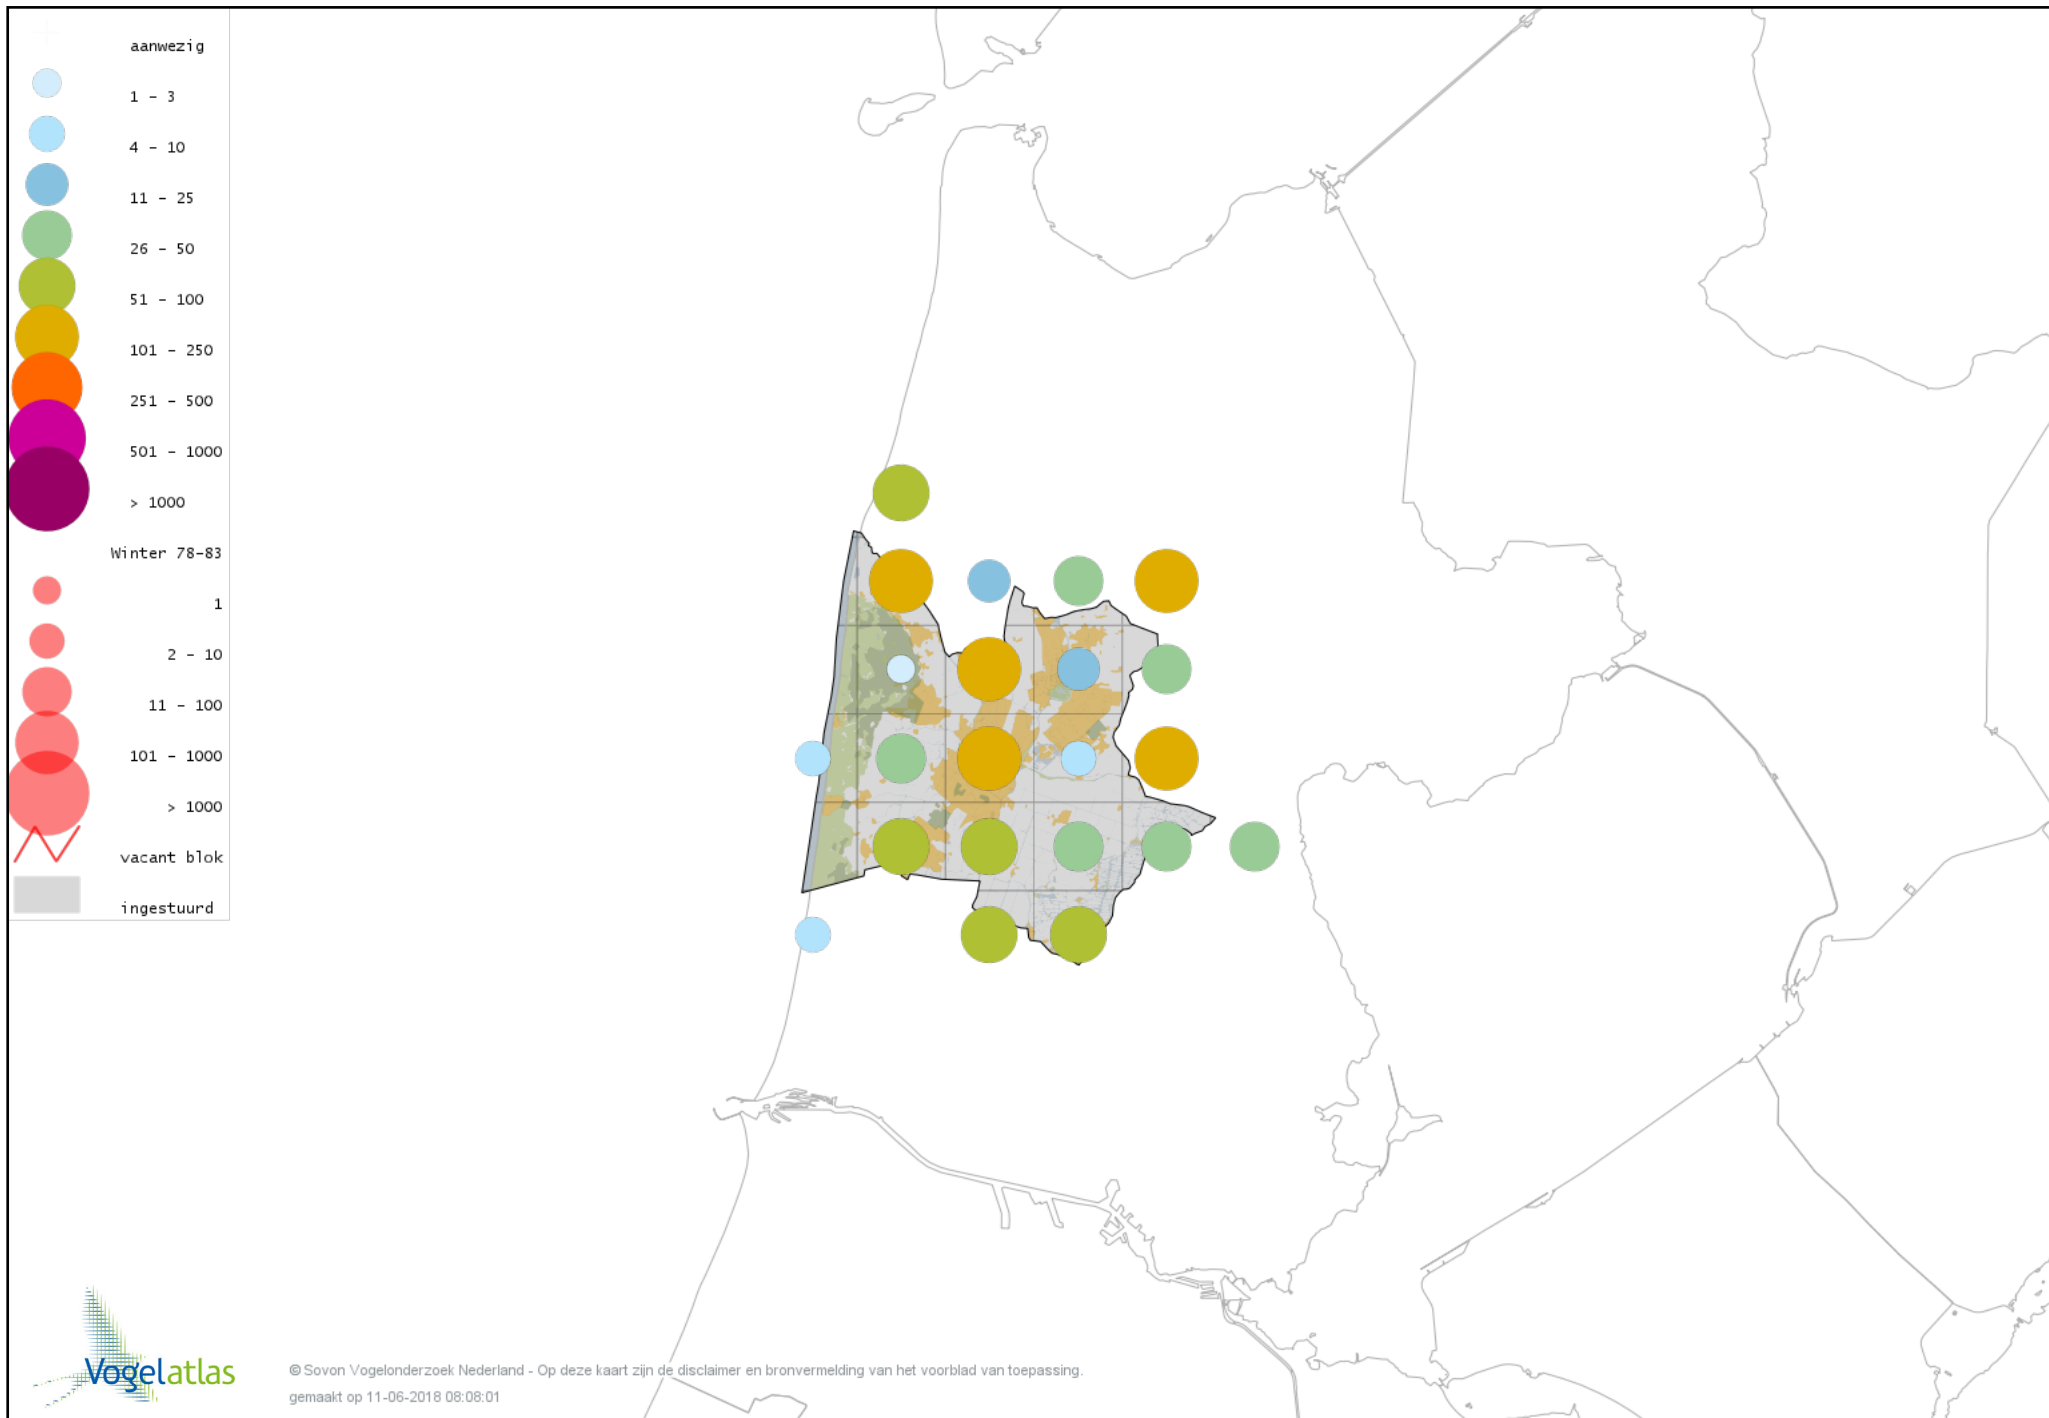 aanwezig
1 - 3
4 - 10
11 - 25
26 - 50
51 - 100
101 - 250
251 - 500
501 - 1000
> 1000
Winter 78-83
1
2 - 10
11 - 100
101 - 1000
> 1000
vacant blok
ingestuurd
Vogelatlas
© Sovon Vogelonderzoek Nederland - Op deze kaart zijn de disclaimer en bronvermelding van het voorblad van toepassing.
gemaakt op 11-06-2018 08:08:01